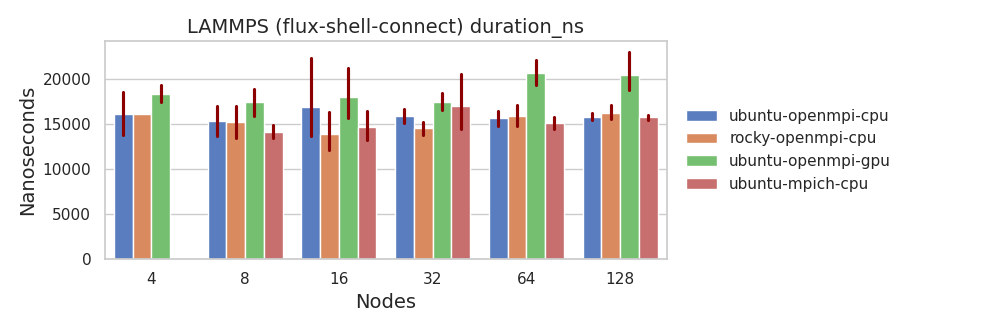 LAMMPS (flux-shell-connect) duration_ns
Nanoseconds
20000
15000
10000
5000
0
4 8 16 32 64 128
Nodes
ubuntu-openmpi-cpu
rocky-openmpi-cpu
ubuntu-openmpi-gpu
ubuntu-mpich-cpu